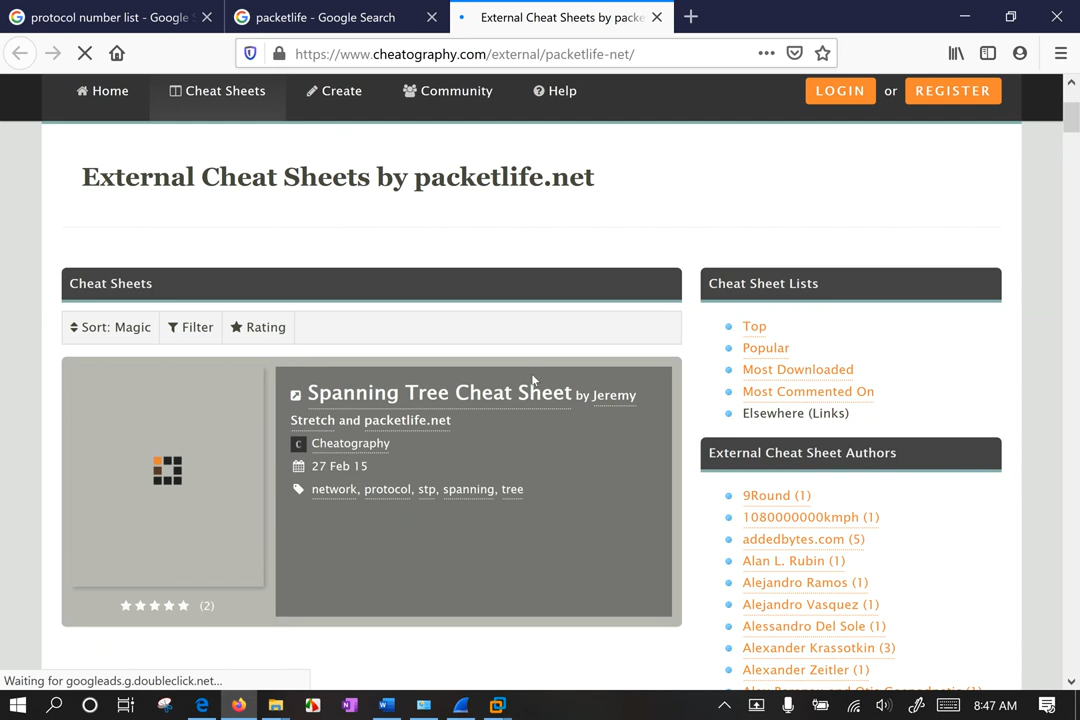 protocol number list - Google S
packetlife - Google Search
External Cheat Sheets by packe
https://www.cheatography.com/external/packetlife-net/
Home
Cheat Sheets
Create
Community
Help
LOGIN or REGISTER
External Cheat Sheets by packetlife.net
Cheat Sheets
Sort: Magic
Filter
Rating
Spanning Tree Cheat Sheet by Jeremy
Stretch and packetlife.net
C Cheatography
27 Feb 15
network, protocol, stp, spanning, tree
(2)
Cheat Sheet Lists
Top
Popular
Most Downloaded
Most Commented On
Elsewhere (Links)
External Cheat Sheet Authors
9Round (1)
1080000000kmph (1)
addedbytes.com (5)
Alan L. Rubin (1)
Alejandro Ramos (1)
Alejandro Vasquez (1)
Alessandro Del Sole (1)
Alexander Krassotkin (3)
Alexander Zeitler (1)
Waiting for googleads.g.doubleclick.net...
8:47 AM